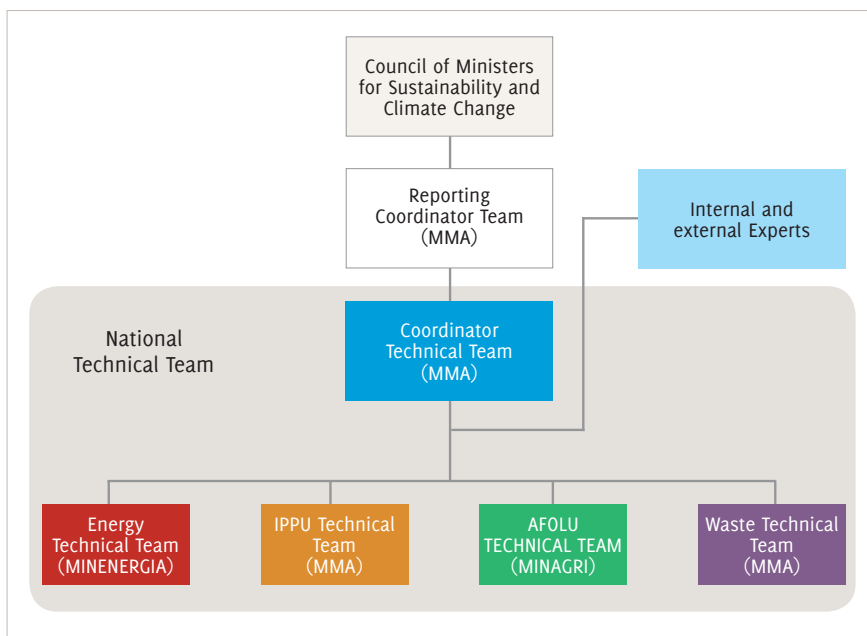 Council of Ministers
for Sustainability and
Climate Change
Reporting
Coordinator Team
(MMA)
Internal and
external Experts
National
Technical Team
Coordinator
Technical Team
(MMA)
Energy
Technical Team
(MINENERGIA)
IPPU Technical
Team
(MMA)
AFOLU
TECHNICAL TEAM
(MINAGRI)
Waste Technical
Team
(MMA)